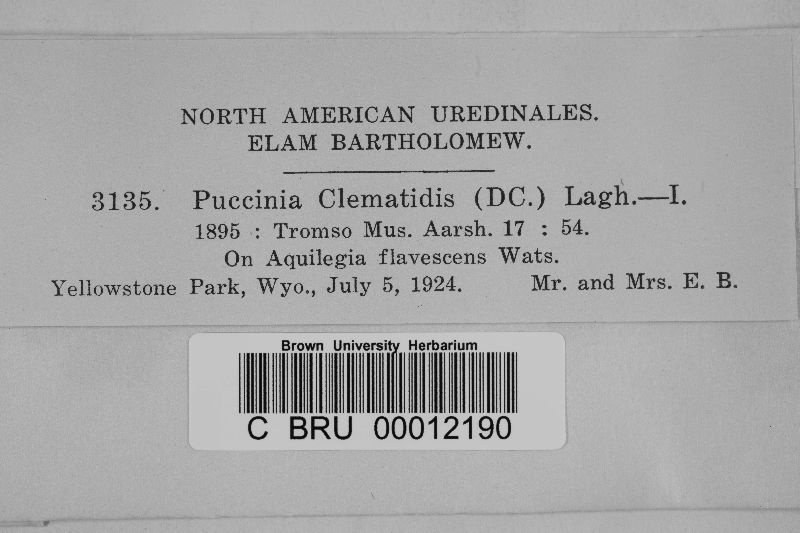 NORTH AMERICAN UREDINALES.
ELAM BARTHOLOMEW.
3135. Puccinia Clematidis (DC.) Lagh.—I.
1895 : Tromso Mus. Aarsh. 17 : 54.
On Aquilegia flavescens Wats.
Yellowstone Park, Wyo., July 5, 1924. Mr. and Mrs. E. B.
Brown University Herbarium
C BRU 00012190